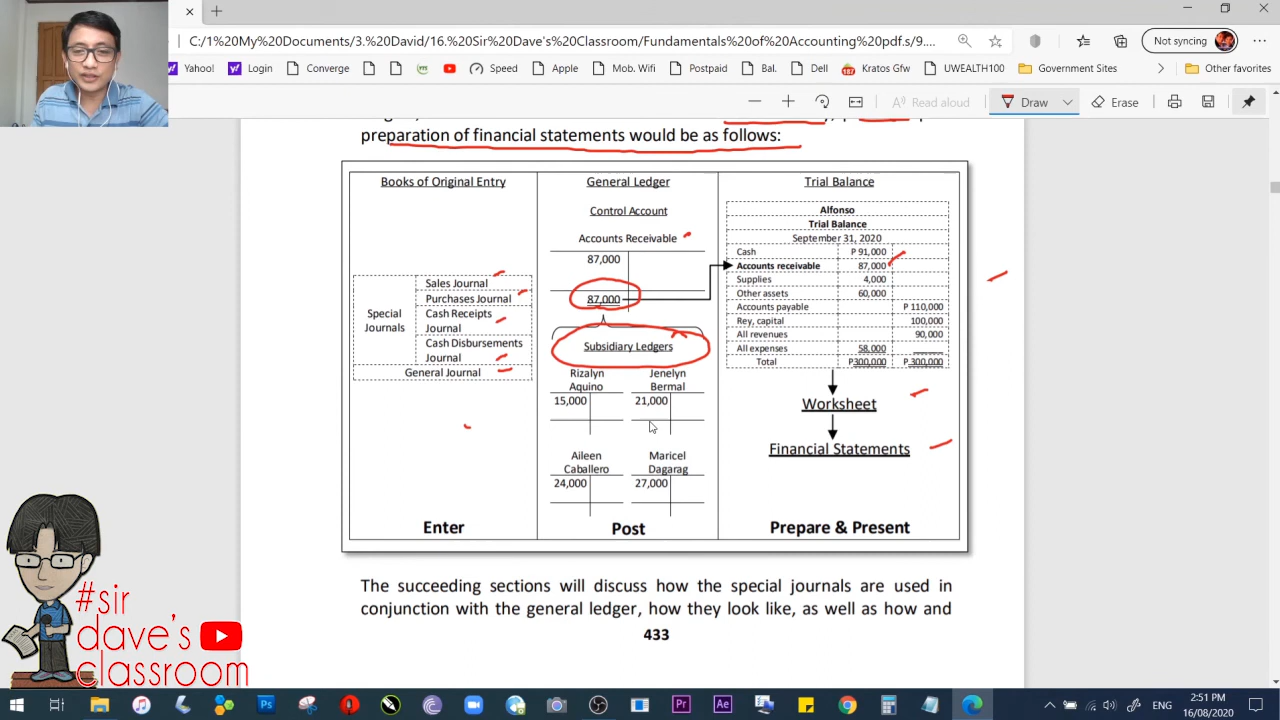 C:/1%20My%20Documents/3.%20David/16.%20Sir%20Dave's%20Classroom/Fundamentals%20of%20Accounting%20pdf.s/9....
Not syncing
Yahoo!
Login
Converge
Speed
Apple
Mob. Wifi
Postpaid
Bal.
Dell
Kratos Gfw
UWEALTH100
Government Sites
Other favorites
Read aloud
Draw
Erase
preparation of financial statements would be as follows:
Books of Original Entry
Special Journals
Sales Journal
Purchases Journal
Cash Receipts
Journal
Cash Disbursements
Journal
General Journal
Enter
General Ledger
Control Account
Accounts Receivable
87,000
87,000
Subsidiary Ledgers
Rizalyn Aquino
15,000
Jenelyn Bermal
21,000
Aileen Caballero
24,000
Maricel Dagarag
27,000
Post
Trial Balance
Alfonso
Trial Balance
September 31, 2020
Cash P 91,000
Accounts receivable 87,000
Supplies 4,000
Other assets 60,000
Accounts payable P 110,000
Rey, capital 100,000
All revenues 90,000
All expenses 58,000
Total P300,000 P300,000
Worksheet
Financial Statements
Prepare & Present
The succeeding sections will discuss how the special journals are used in
conjunction with the general ledger, how they look like, as well as how and
433
#sir
dave's
classroom
ENG
2:51 PM
16/08/2020